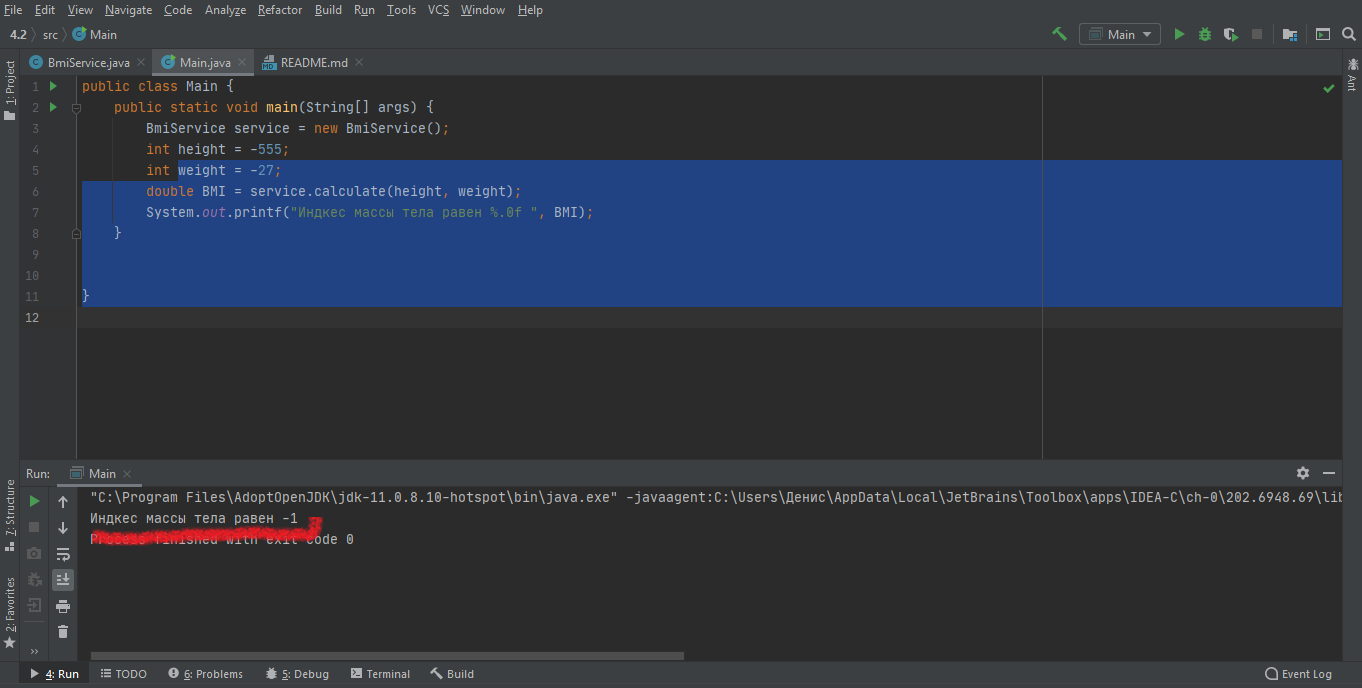 File Edit View Navigate Code Analyze Refactor Build Run Tools VCS Window Help
4.2 src Main Main
BmiService.java Main.java README.md
1: Project
Ant
1 public class Main {
2 public static void main(String[] args) {
3 BmiService service = new BmiService();
4 int height = -555;
5 int weight = -27;
6 double BMI = service.calculate(height, weight);
7 System.out.printf("Индкес массы тела равен %.0f ", BMI);
8 }
9
10
11 }
12
Run: Main
7: Structure
2: Favorites
"C:\Program Files\AdoptOpenJDK\jdk-11.0.8.10-hotspot\bin\java.exe" -javaagent:C:\Users\Денис\AppData\Local\JetBrains\Toolbox\apps\IDEA-C\ch-0\202.6948.69\lib
Индкес массы тела равен -1
Process finished with exit code 0
4: Run TODO 6: Problems 5: Debug Terminal Build Event Log